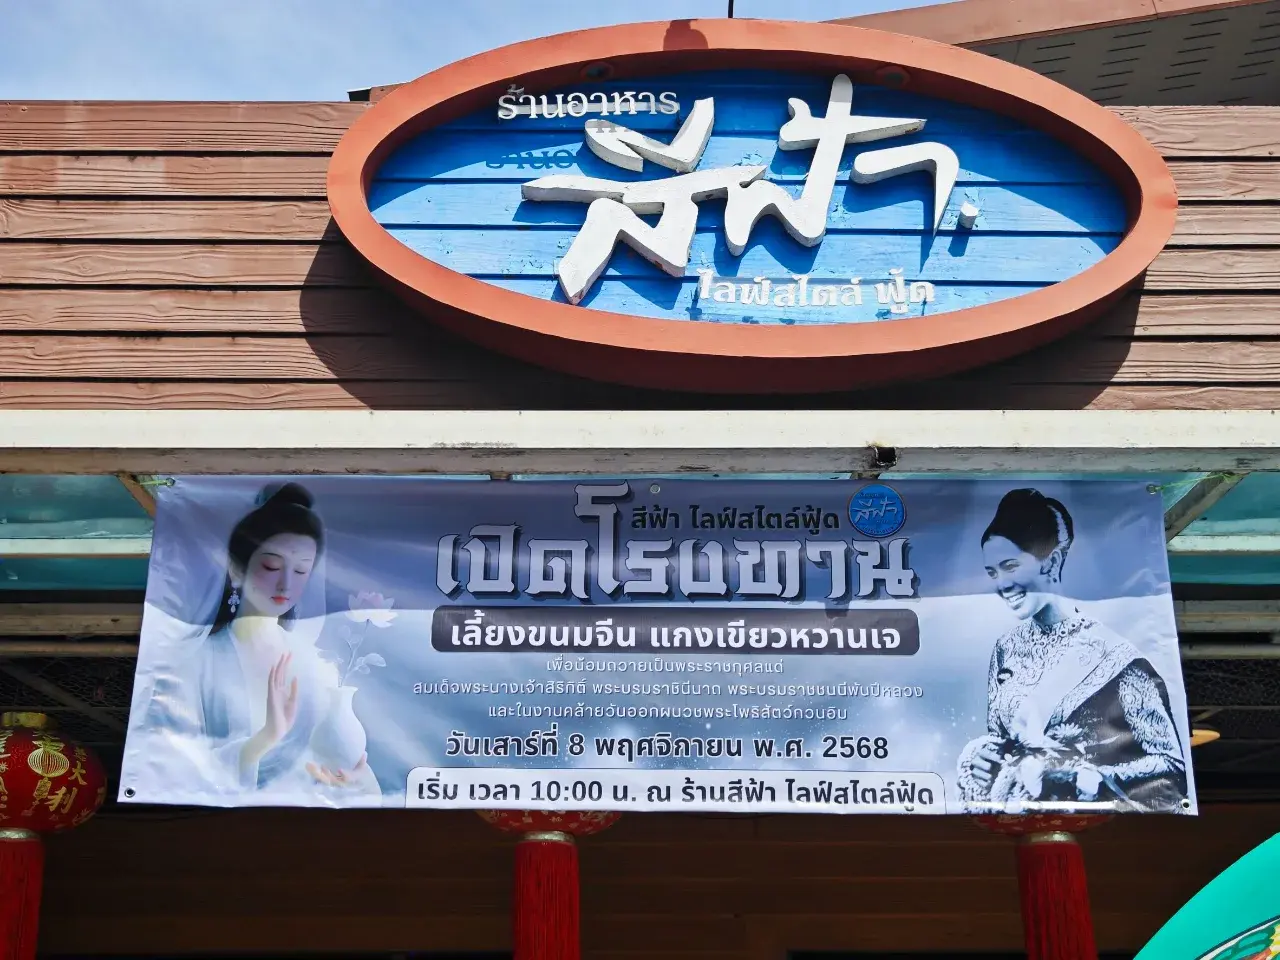 ร้านอาหาร
สีฟ้า.
ไลฟ์สไตล์ ฟู้ด
สีฟ้า ไลฟ์สไตล์ฟู้ด
สีฟ้า
เปิดโรงทาน
เลี้ยงขนมจีน แกงเขียวหวานเจ
เพื่อน้อมถวายเป็นพระราชกุศลแด่
สมเด็จพระนางเจ้าสิริกิติ์ พระบรมราชินีนาถ พระบรมราชชนนีพันปีหลวง
และในงานคล้ายวันออกผนวชพระโพธิสัตว์กวนอิม
วันเสาร์ที่ 8 พฤศจิกายน พ.ศ. 2568
เริ่ม เวลา 10:00 น. ณ ร้านสีฟ้า ไลฟ์สไตล์ฟู้ด
大
利